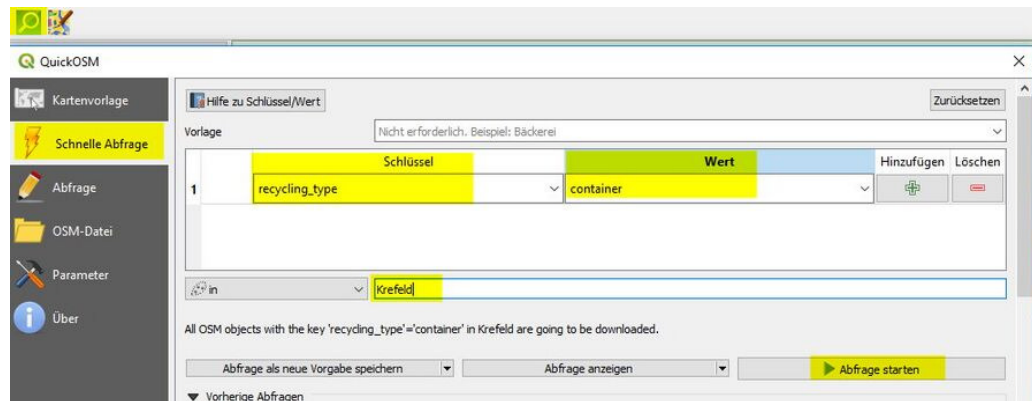 QuickOSM
Kartenvorlage
Schnelle Abfrage
Abfrage
OSM-Datei
Parameter
Über
Hilfe zu Schlüssel/Wert
Zurücksetzen
Vorlage
Nicht erforderlich. Beispiel: Bäckerei
Schlüssel Wert Hinzufügen Löschen
1 recycling_type container
in Krefeld
All OSM objects with the key 'recycling_type'='container' in Krefeld are going to be downloaded.
Abfrage als neue Vorgabe speichern Abfrage anzeigen Abfrage starten
Vorherige Abfragen